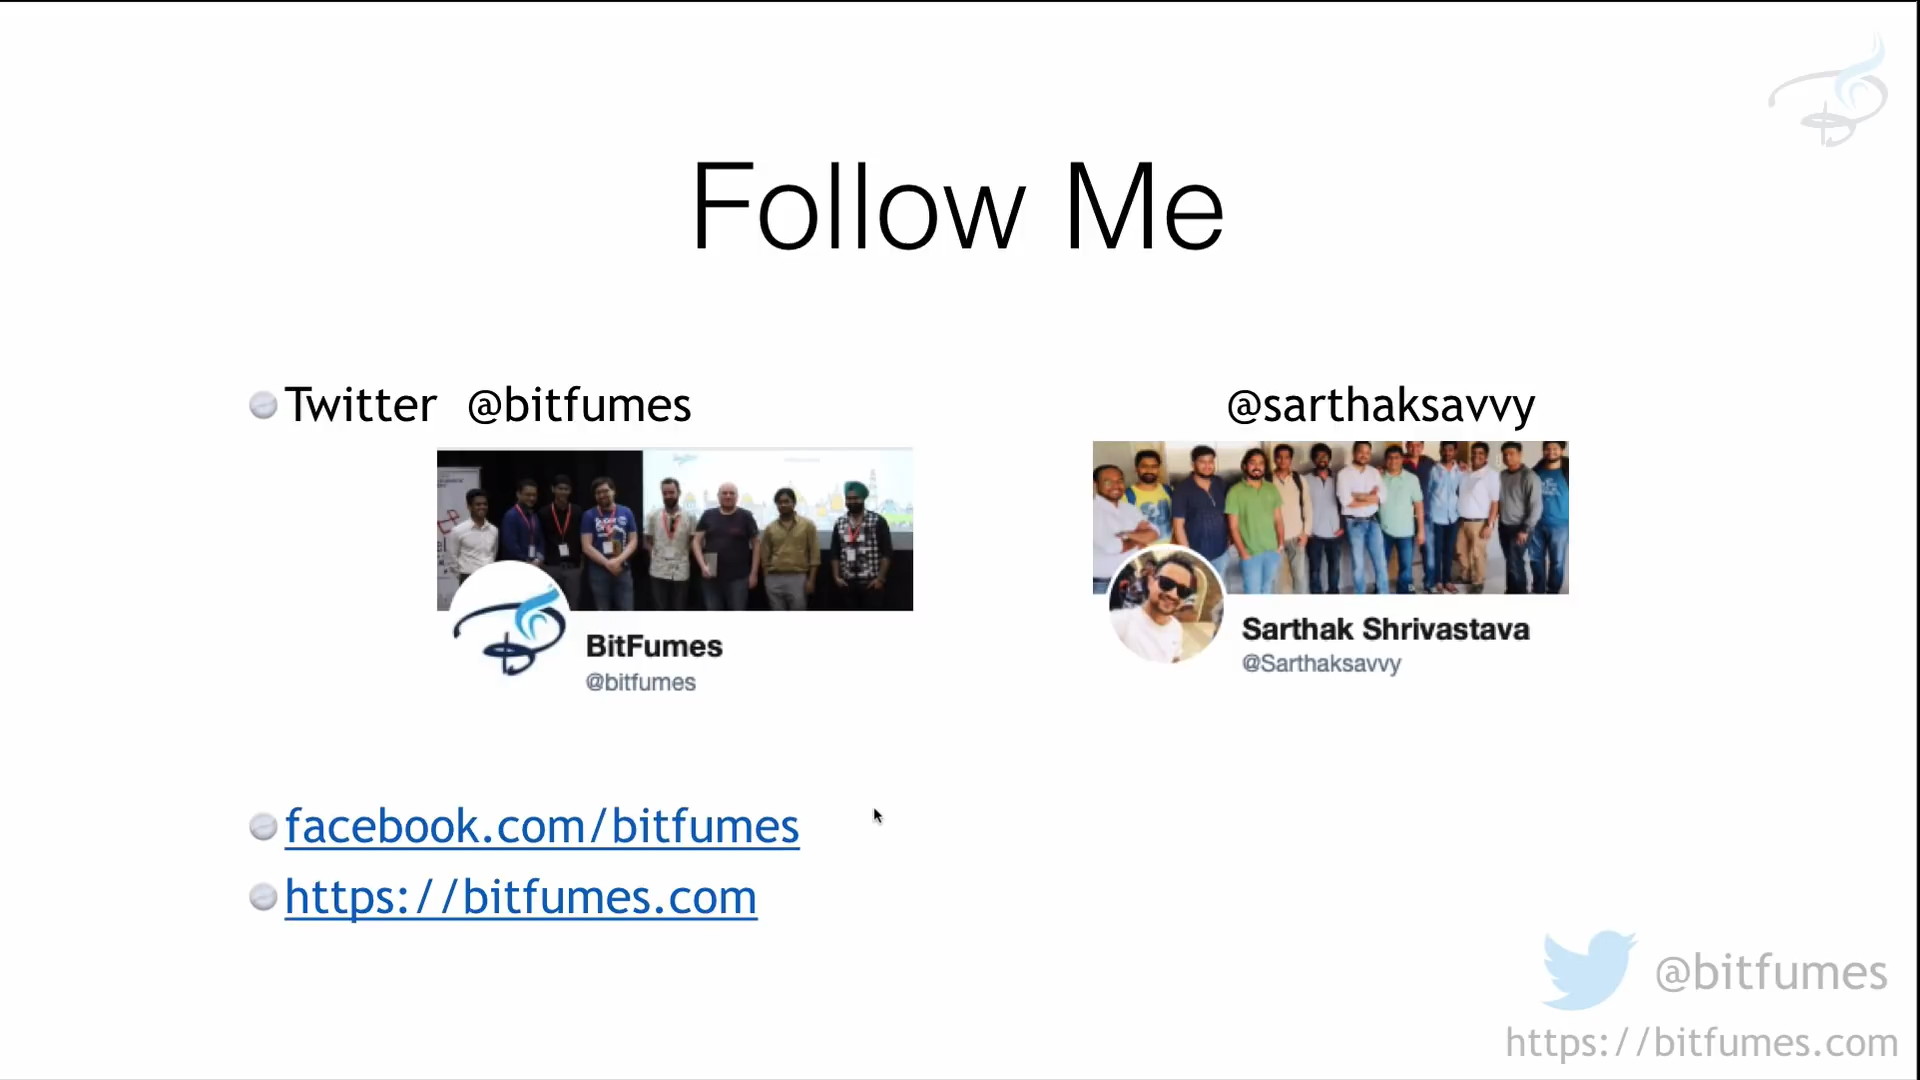 Follow Me
Twitter @bitfumes
@sarthaksavvy
BitFumes
@bitfumes
Sarthak Shrivastava
@Sarthaksavvy
facebook.com/bitfumes
https://bitfumes.com
@bitfumes
https://bitfumes.com